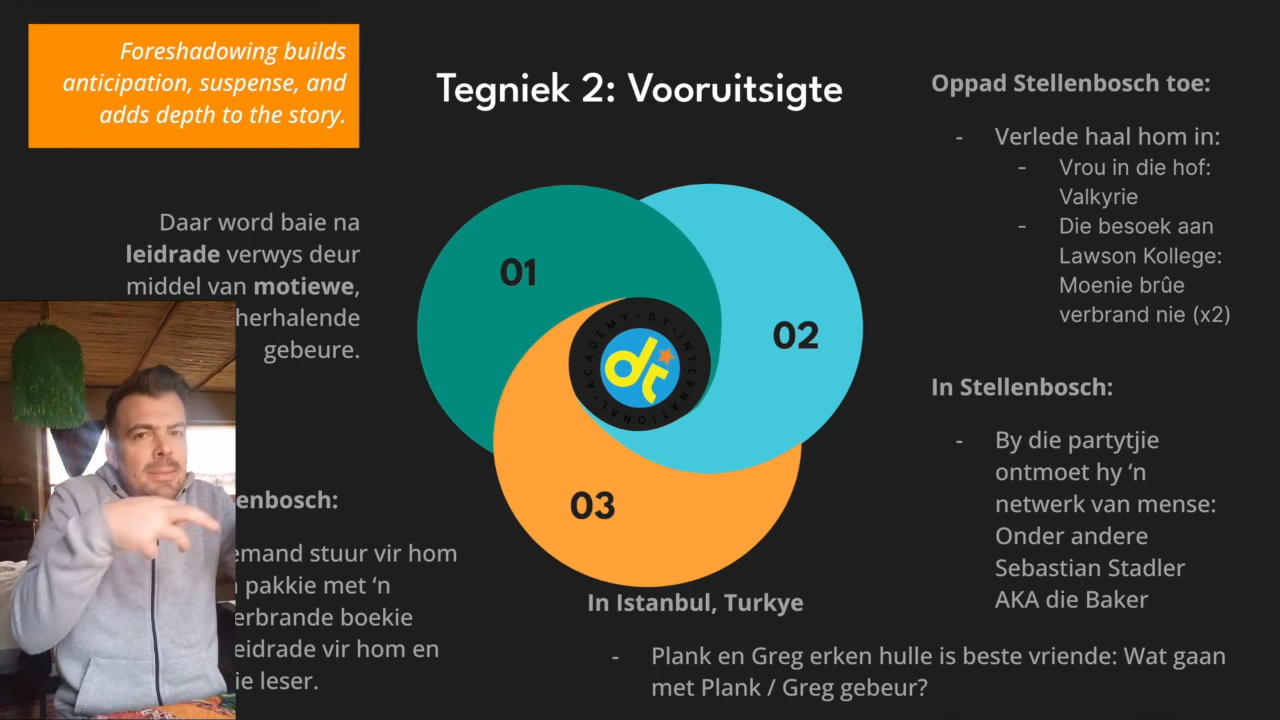 Foreshadowing builds
anticipation, suspense, and
adds depth to the story.
Tegniek 2: Vooruitsigte
Daar word baie na
leidrade verwys deur
middel van motiewe,
herhalende
gebeure.
01
02
03
ACADEMY · DT · INTERNATIONAL ·
dt
Oppad Stellenbosch toe:
- Verlede haal hom in:
- Vrou in die hof:
Valkyrie
- Die besoek aan
Lawson Kollege:
Moenie brûe
verbrand nie (x2)
In Stellenbosch:
- By die partytjie
ontmoet hy ‘n
netwerk van mense:
Onder andere
Sebastian Stadler
AKA die Baker
enbosch:
emand stuur vir hom
pakkie met ‘n
erbrande boekie
eidrade vir hom en
ie leser.
In Istanbul, Turkye
- Plank en Greg erken hulle is beste vriende: Wat gaan
met Plank / Greg gebeur?